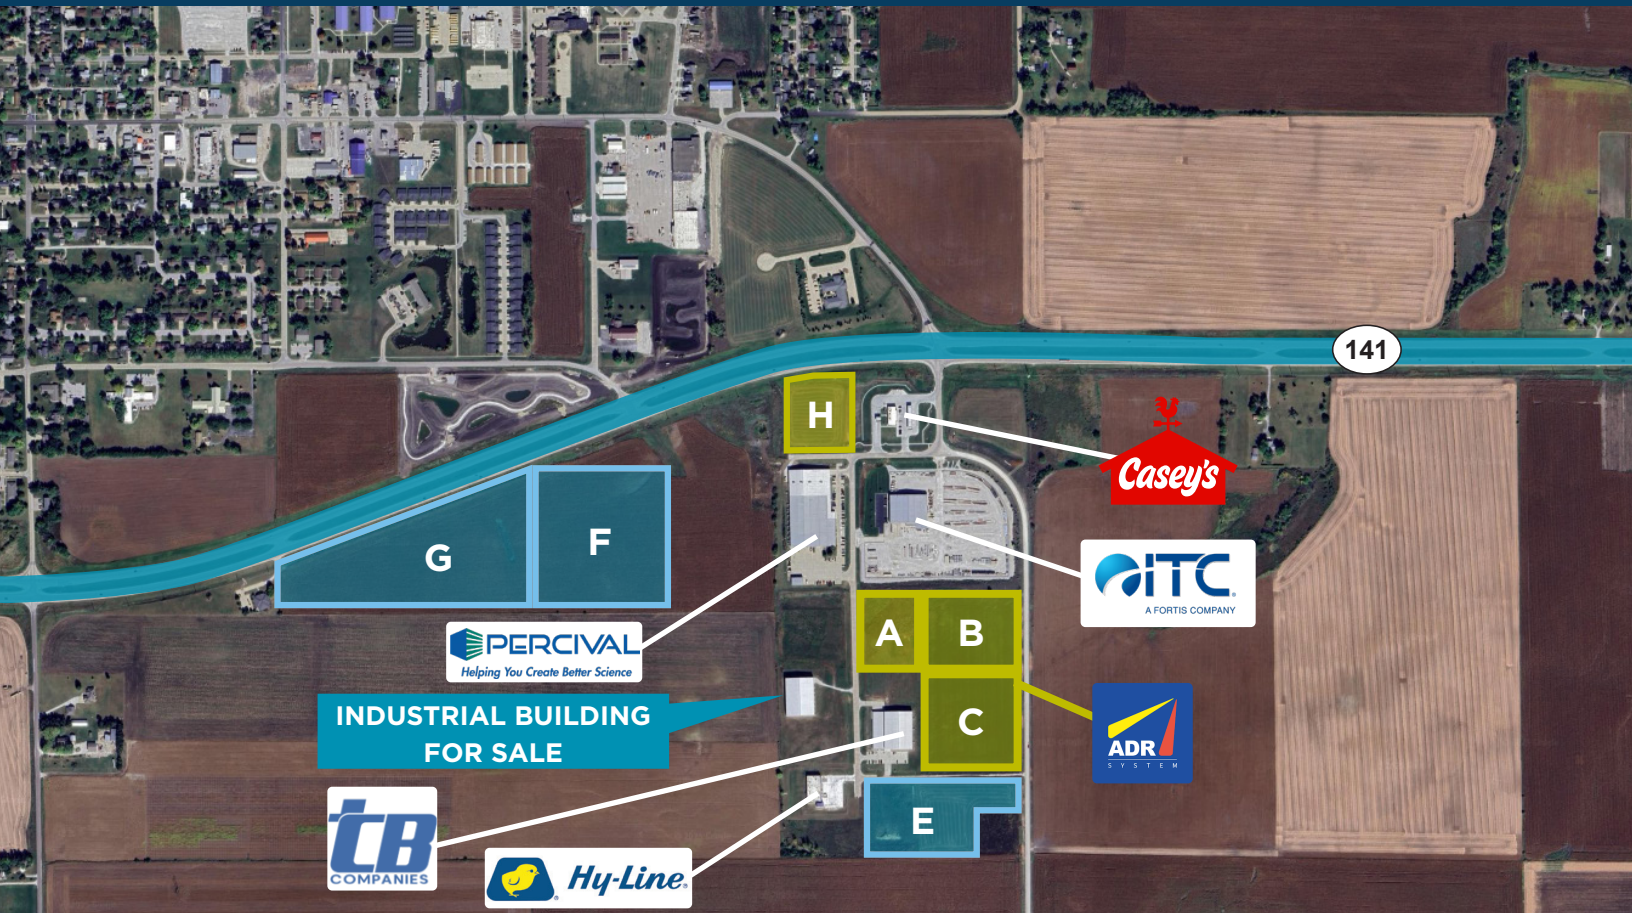 141
H
Casey's
G
F
ITC
A FORTIS COMPANY
A
B
PERCIVAL
Helping You Create Better Science
INDUSTRIAL BUILDING
FOR SALE
C
ADR
SYSTEM
E
TCB
COMPANIES
Hy-Line